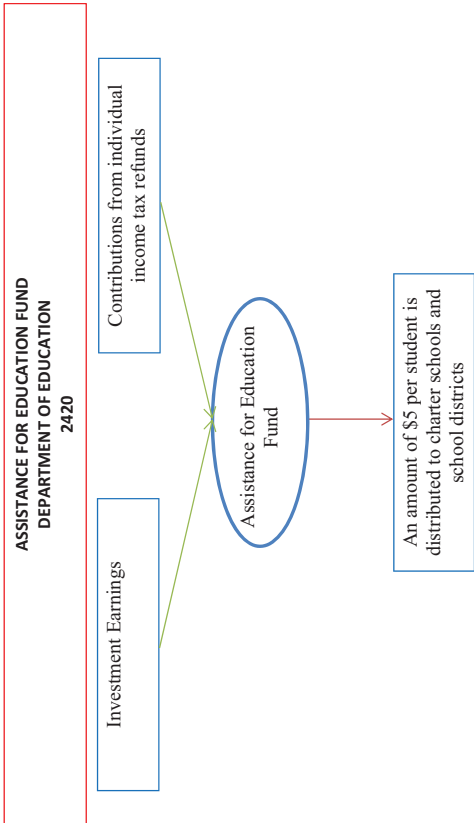 ASSISTANCE FOR EDUCATION FUND
DEPARTMENT OF EDUCATION
2420
Investment Earnings
Contributions from individual
income tax refunds
Assistance for Education
Fund
An amount of $5 per student is
distributed to charter schools and
school districts